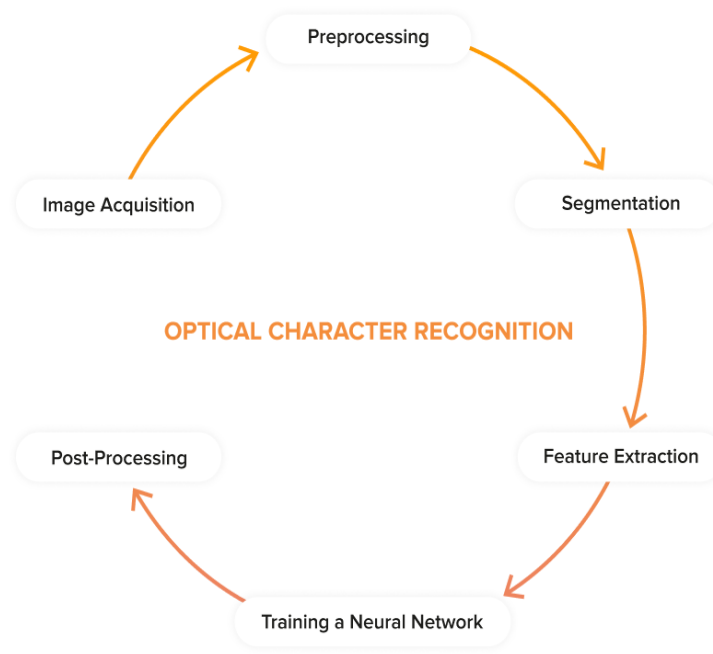 Preprocessing
Image Acquisition
Segmentation
OPTICAL CHARACTER RECOGNITION
Post-Processing
Feature Extraction
Training a Neural Network